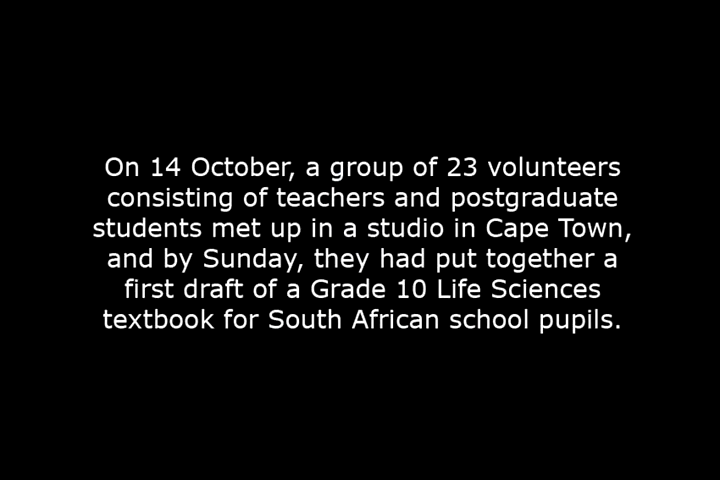 On 14 October, a group of 23 volunteers
consisting of teachers and postgraduate
students met up in a studio in Cape Town,
and by Sunday, they had put together a
first draft of a Grade 10 Life Sciences
textbook for South African school pupils.